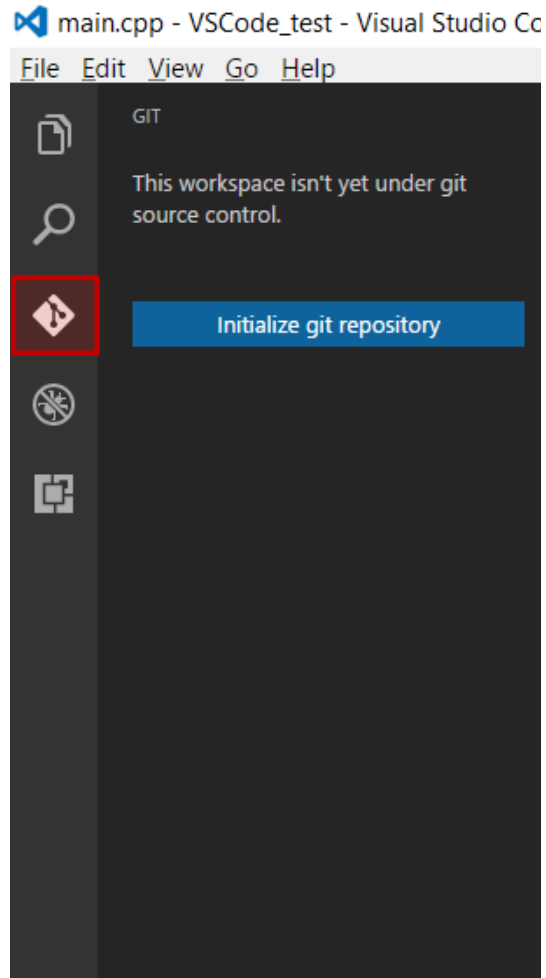 main.cpp - VSCode_test - Visual Studio Co
File Edit View Go Help
GIT
This workspace isn't yet under git
source control.
Initialize git repository